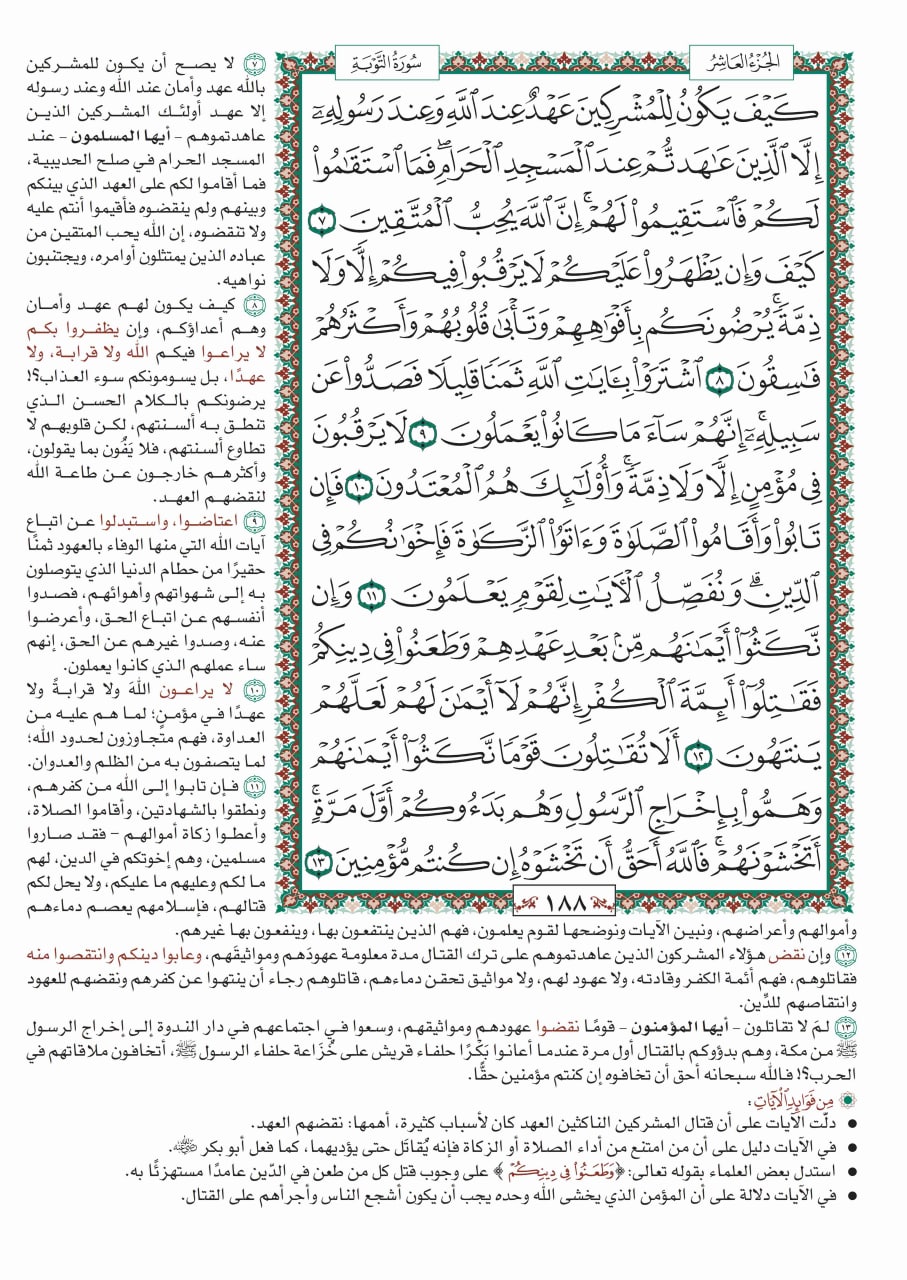 الجُزْءُ العَاشِرُ
سُورَةُ التَّوْبَةِ
كَيْفَ يَكُونُ لِلْمُشْرِكِينَ عَهْدٌ عِندَ ٱللَّهِ وَعِندَ رَسُولِهِۦٓ
إِلَّا ٱلَّذِينَ عَٰهَدتُّمْ عِندَ ٱلْمَسْجِدِ ٱلْحَرَامِۖ فَمَا ٱسْتَقَٰمُوا۟
لَكُمْ فَٱسْتَقِيمُوا۟ لَهُمْۚ إِنَّ ٱللَّهَ يُحِبُّ ٱلْمُتَّقِينَ ٧
كَيْفَ وَإِن يَظْهَرُوا۟ عَلَيْكُمْ لَا يَرْقُبُوا۟ فِيكُمْ إِلًّا وَلَا
ذِمَّةًۚ يُرْضُونَكُم بِأَفْوَٰهِهِمْ وَتَأْبَىٰ قُلُوبُهُمْ وَأَكْثَرُهُمْ
فَٰسِقُونَ ٨ ٱشْتَرَوْا۟ بِـَٔايَٰتِ ٱللَّهِ ثَمَنًا قَلِيلًا فَصَدُّوا۟ عَن
سَبِيلِهِۦٓۚ إِنَّهُمْ سَآءَ مَا كَانُوا۟ يَعْمَلُونَ ٩ لَا يَرْقُبُونَ
فِى مُؤْمِنٍ إِلًّا وَلَا ذِمَّةًۚ وَأُو۟لَٰٓئِكَ هُمُ ٱلْمُعْتَدُونَ ١٠ فَإِن
تَابُوا۟ وَأَقَامُوا۟ ٱلصَّلَوٰةَ وَءَاتَوُا۟ ٱلزَّكَوٰةَ فَإِخْوَٰنُكُمْ فِى
ٱلدِّينِۗ وَنُفَصِّلُ ٱلْـَٔايَٰتِ لِقَوْمٍ يَعْلَمُونَ ١١ وَإِن
نَّكَثُوٓا۟ أَيْمَٰنَهُم مِّنۢ بَعْدِ عَهْدِهِمْ وَطَعَنُوا۟ فِى دِينِكُمْ
فَقَٰتِلُوٓا۟ أَئِمَّةَ ٱلْكُفْرِۙ إِنَّهُمْ لَآ أَيْمَٰنَ لَهُمْ لَعَلَّهُمْ
يَنتَهُونَ ١٢ أَلَا تُقَٰتِلُونَ قَوْمًا نَّكَثُوٓا۟ أَيْمَٰنَهُمْ
وَهَمُّوا۟ بِإِخْرَاجِ ٱلرَّسُولِ وَهُم بَدَءُوكُمْ أَوَّلَ مَرَّةٍۚ
أَتَخْشَوْنَهُمْۚ فَٱللَّهُ أَحَقُّ أَن تَخْشَوْهُ إِن كُنتُم مُّؤْمِنِينَ ١٣
١٨٨
٧ لا يصح أن يكون للمشركين
بالله عهد وأمان عند الله وعند رسوله
إلا عهد أولئك المشركين الذين
عاهدتموهم - أيها المسلمون - عند
المسجد الحرام في صلح الحديبية،
فما أقاموا لكم على العهد الذي بينكم
وبينهم ولم ينقضوه فأقيموا أنتم عليه
ولا تنقضوه، إن الله يحب المتقين من
عباده الذين يمتثلون أوامره، ويجتنبون
نواهيه.
٨ كيف يكون لهم عهد وأمان
وهم أعداؤكم، وإن يظفروا بكم
لا يراعوا فيكم الله ولا قرابة، ولا
عهدًا، بل يسومونكم سوء العذاب؟!
يرضونكم بالكلام الحسن الذي
تنطق به ألسنتهم، لكن قلوبهم لا
تطاوع ألسنتهم، فلا يَفُون بما يقولون،
وأكثرهم خارجون عن طاعة الله
لنقضهم العهد.
٩ اعتاضوا، واستبدلوا عن اتباع
آيات الله التي منها الوفاء بالعهود ثمنًا
حقيرًا من حطام الدنيا الذي يتوصلون
به إلى شهواتهم وأهوائهم، فصدوا
أنفسهم عن اتباع الحق، وأعرضوا
عنه، وصدوا غيرهم عن الحق، إنهم
ساء عملهم الذي كانوا يعملون.
١٠ لا يراعون اللهَ ولا قرابةً ولا
عهدًا في مؤمنٍ؛ لما هم عليه من
العداوة، فهم متجاوزون لحدود الله؛
لما يتصفون به من الظلم والعدوان.
١١ فإن تابوا إلى الله من كفرهم،
ونطقوا بالشهادتين، وأقاموا الصلاة،
وأعطوا زكاة أموالهم - فقد صاروا
مسلمين، وهم إخوتكم في الدين، لهم
ما لكم وعليهم ما عليكم، ولا يحل لكم
قتالهم، فإسلامهم يعصم دماءهم
وأموالهم وأعراضهم، ونبين الآيات ونوضحها لقوم يعلمون، فهم الذين ينتفعون بها، وينفعون بها غيرهم.
١٢ وإن نقض هؤلاء المشركون الذين عاهدتموهم على ترك القتال مدة معلومة عهودَهم ومواثيقَهم، وعابوا دينكم وانتقصوا منه
فقاتلوهم، فهم أئمة الكفر وقادته، ولا عهود لهم، ولا مواثيق تحقن دماءهم، قاتلوهم رجاء أن ينتهوا عن كفرهم ونقضهم للعهود
وانتقاصهم للدِّين.
١٣ لمَ لا تقاتلون - أيها المؤمنون - قومًا نقضوا عهودهم ومواثيقهم، وسعوا في اجتماعهم في دار الندوة إلى إخراج الرسول
ﷺ من مكة، وهم بدؤوكم بالقتال أول مرة عندما أعانوا بَكْرًا حلفاء قريش على خُزَاعة حلفاء الرسول ﷺ، أتخافون ملاقاتهم في
الحرب؟! فالله سبحانه أحق أن تخافوه إن كنتم مؤمنين حقًّا.
مِن فَوَائِدِ الآيَاتِ:
• دلّت الآيات على أن قتال المشركين الناكثين العهد كان لأسباب كثيرة، أهمها: نقضهم العهد.
• في الآيات دليل على أن من امتنع من أداء الصلاة أو الزكاة فإنه يُقاتَل حتى يؤديهما، كما فعل أبو بكر رضي الله عنه.
• استدل بعض العلماء بقوله تعالى: ﴿وَطَعَنُوا۟ فِى دِينِكُمْ﴾ على وجوب قتل كل من طعن في الدّين عامدًا مستهزئًا به.
• في الآيات دلالة على أن المؤمن الذي يخشى الله وحده يجب أن يكون أشجع الناس وأجرأهم على القتال.